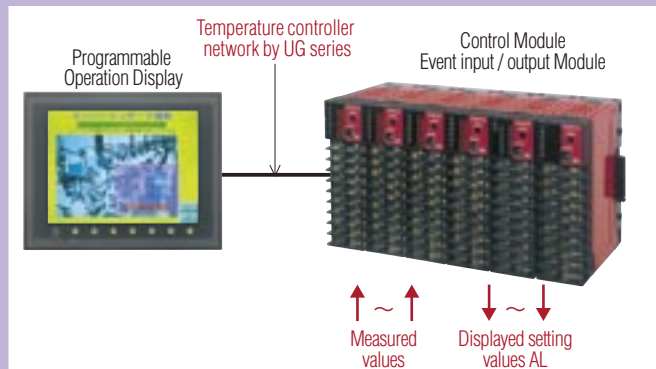 Temperature controller
network by UG series
Programmable
Operation Display
Control Module
Event input / output Module
~
~
Measured
values
Displayed setting
values AL